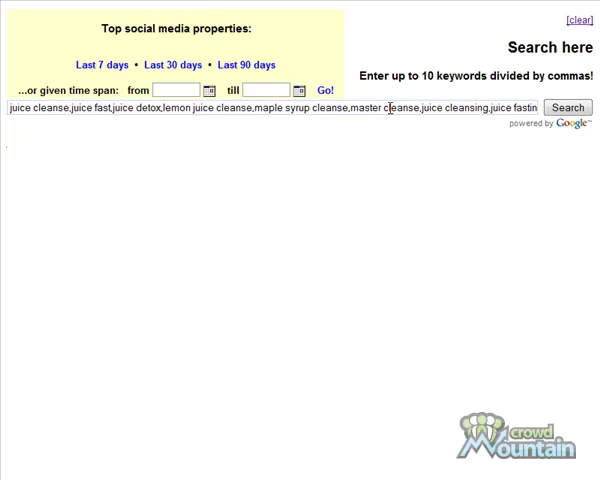 [clear]
Top social media properties:
Search here
Last 7 days • Last 30 days • Last 90 days
Enter up to 10 keywords divided by commas!
...or given time span: from till Go!
juice cleanse,juice fast,juice detox,lemon juice cleanse,maple syrup cleanse,master cleanse,juice cleansing,juice fastin
Search
powered by Google™
crowd
Mountain